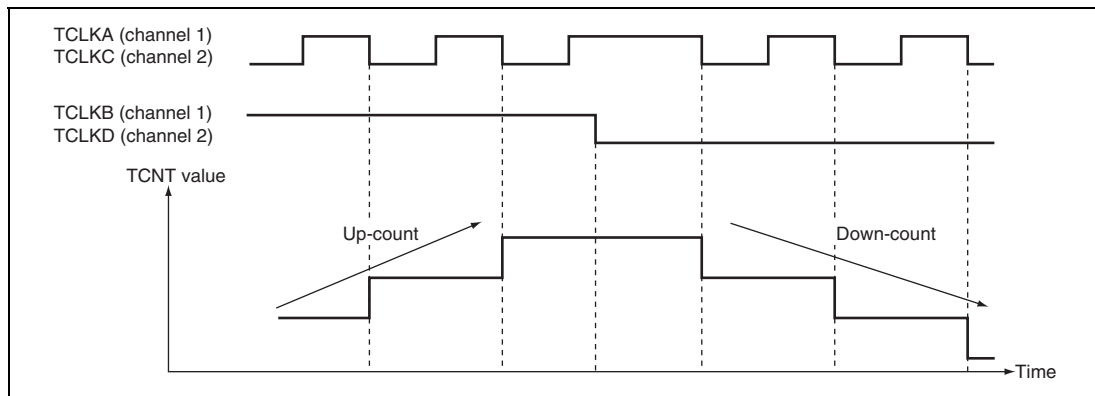 TCLKA (channel 1)
TCLKC (channel 2)
TCLKB (channel 1)
TCLKD (channel 2)
TCNT value
Up-count
Down-count
Time